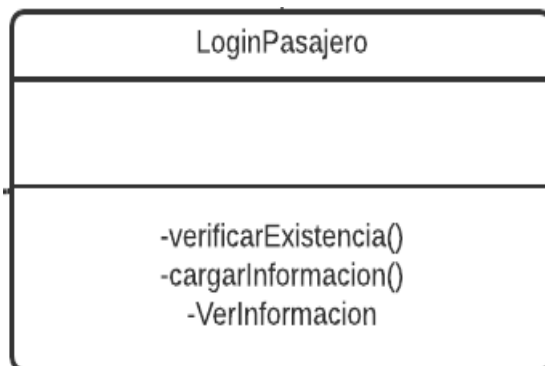 LoginPasajero
-verificarExistencia()
-cargarInformacion()
-VerInformacion